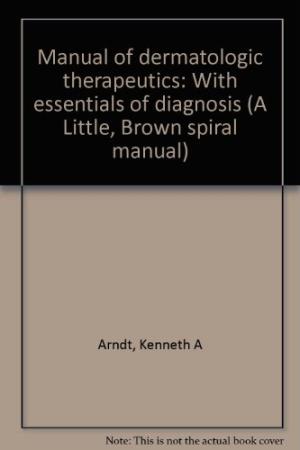 Manual of dermatologic
therapeutics: With
essentials of diagnosis (A
Little, Brown spiral
manual)
Arndt, Kenneth A
Note: This is not the actual book cover